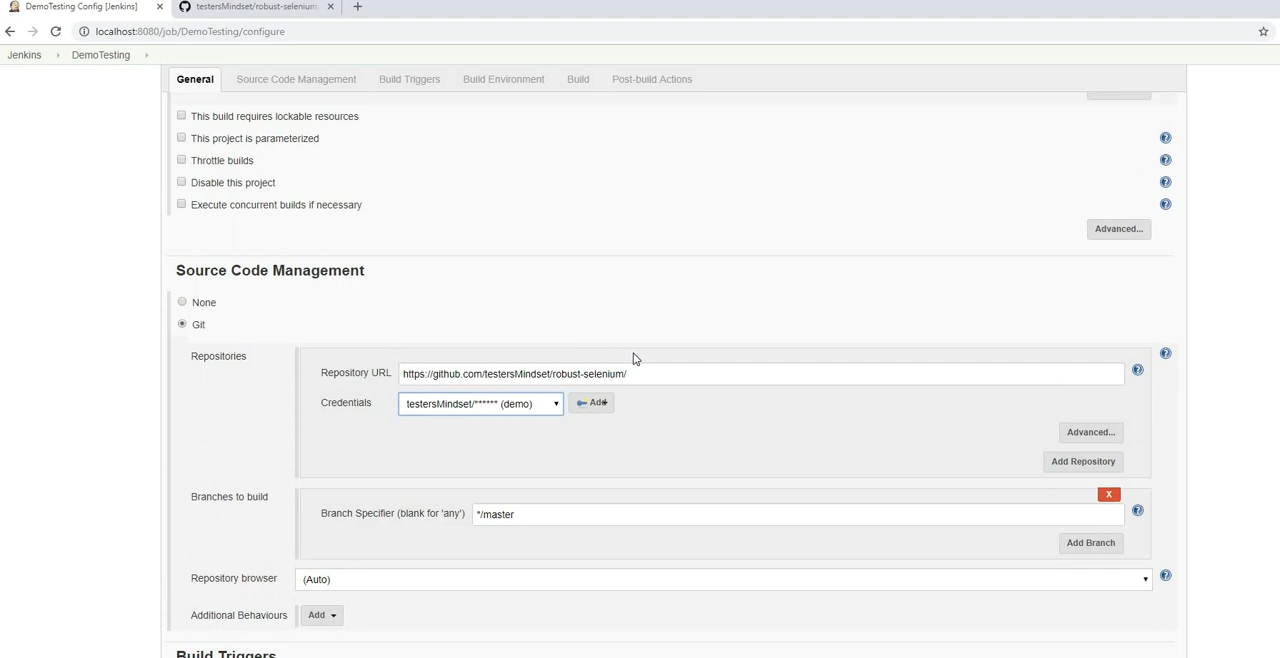 DemoTesting Config [Jenkins]
testersMindset/robust-selenium
localhost:8080/job/DemoTesting/configure
Jenkins DemoTesting
General Source Code Management Build Triggers Build Environment Build Post-build Actions
This build requires lockable resources
This project is parameterized
Throttle builds
Disable this project
Execute concurrent builds if necessary
Advanced...
Source Code Management
None
Git
Repositories
Repository URL https://github.com/testersMindset/robust-selenium/
Credentials testersMindset/****** (demo) Add
Advanced...
Add Repository
Branches to build
X
Branch Specifier (blank for 'any') */master
Add Branch
Repository browser (Auto)
Additional Behaviours Add
Build Triggers